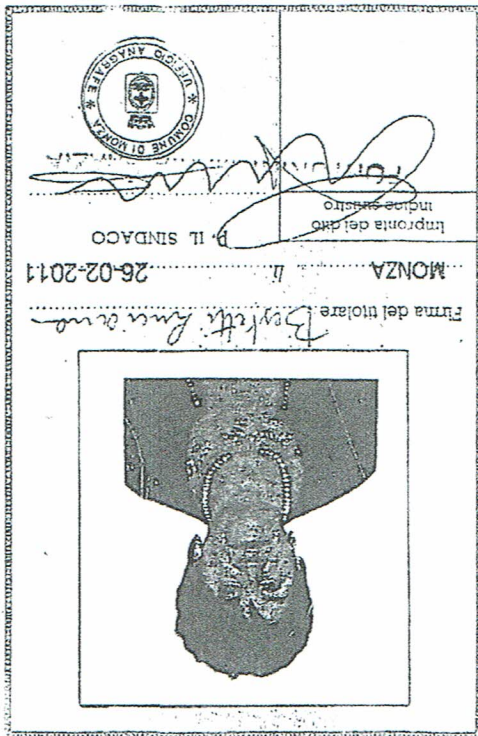 Firma del titolare
MONZA li 26-02-2011
P. IL SINDACO
Impronta del dito
indice sinistro
COMUNE DI MONZA * UFFICIO ANAGRAFE *